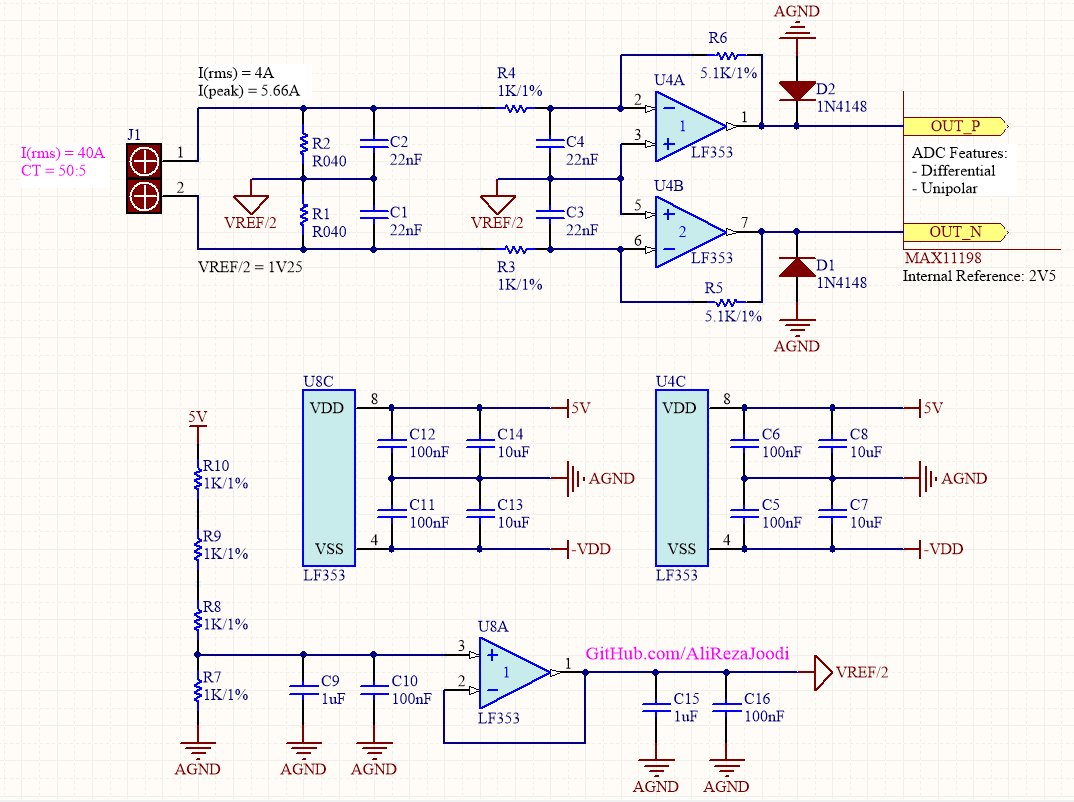 AGND
R6
5.1K/1%
I(rms) = 4A
I(peak) = 5.66A
R4
1K/1%
U4A
D2
1N4148
2
1
1
3
LF353
OUT_P
J1
I(rms) = 40A
CT = 50:5
1
2
R2
R040
C2
22nF
C4
22nF
ADC Features:
- Differential
- Unipolar
VREF/2
R1
R040
C1
22nF
VREF/2
C3
22nF
U4B
5
7
2
6
LF353
OUT_N
VREF/2 = 1V25
R3
1K/1%
D1
1N4148
MAX11198
Internal Reference: 2V5
R5
5.1K/1%
AGND
U8C
VDD
8
5V
C12
100nF
C14
10uF
AGND
C11
100nF
C13
10uF
VSS
4
-VDD
LF353
U4C
VDD
8
5V
C6
100nF
C8
10uF
AGND
C5
100nF
C7
10uF
VSS
4
-VDD
LF353
5V
R10
1K/1%
R9
1K/1%
R8
1K/1%
R7
1K/1%
AGND
C9
1uF
AGND
C10
100nF
AGND
U8A
3
1
1
2
LF353
GitHub.com/AliRezaJoodi
VREF/2
C15
1uF
AGND
C16
100nF
AGND